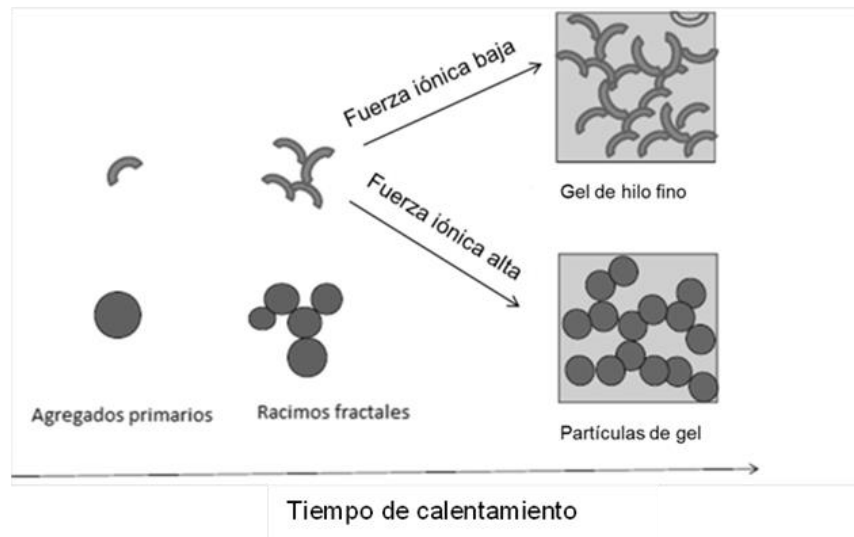 Fuerza iónica baja
Gel de hilo fino
Fuerza iónica alta
Agregados primarios
Racimos fractales
Partículas de gel
Tiempo de calentamiento